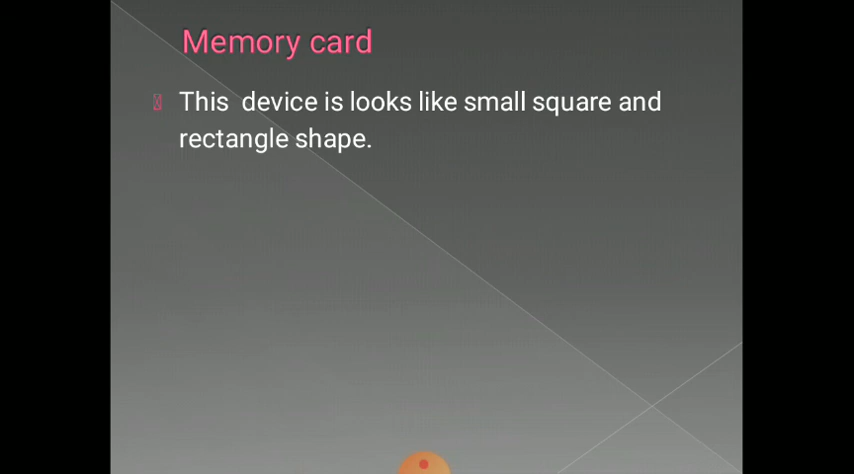 Memory card
This  device is looks like small square and
rectangle shape.